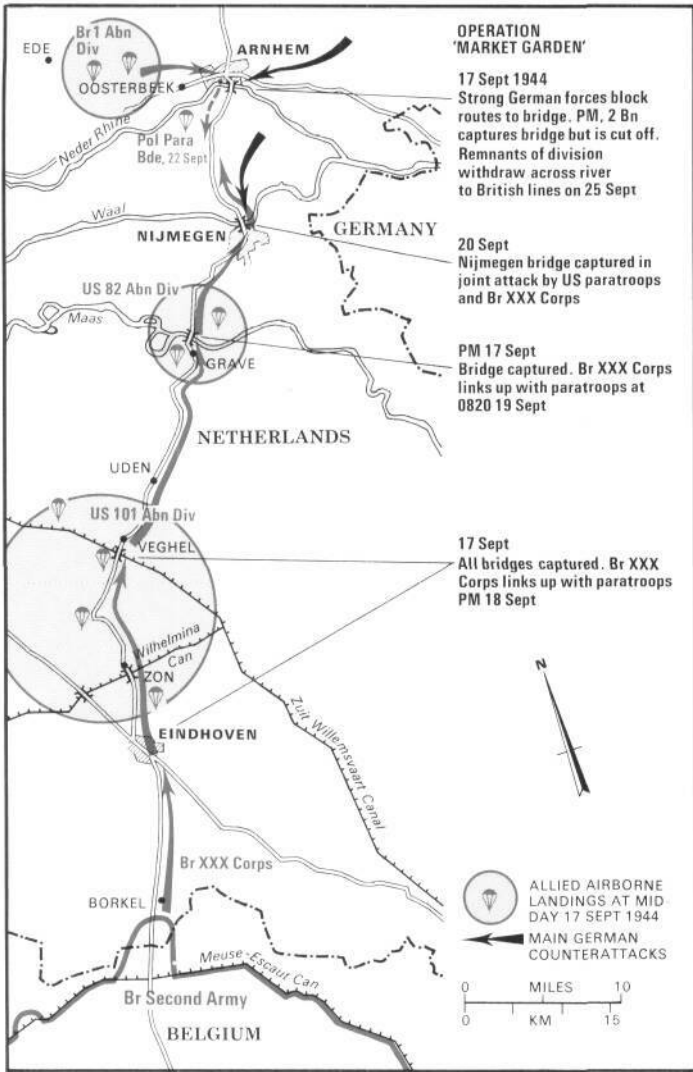 Br 1 Abn
Div
EDE
ARNHEM
OOSTERBEEK
Neder Rhine
Pol Para
Bde, 22 Sept
Waal
NIJMEGEN
GERMANY
US 82 Abn Div
Maas
GRAVE
NETHERLANDS
UDEN
US 101 Abn Div
VEGHEL
Wilhelmina
Can
ZON
EINDHOVEN
Zuit Willemsvaart Canal
Br XXX Corps
BORKEL
Meuse-Escaut Can
Br Second Army
BELGIUM
OPERATION
'MARKET GARDEN'
17 Sept 1944
Strong German forces block
routes to bridge. PM, 2 Bn
captures bridge but is cut off.
Remnants of division
withdraw across river
to British lines on 25 Sept
20 Sept
Nijmegen bridge captured in
joint attack by US paratroops
and Br XXX Corps
PM 17 Sept
Bridge captured. Br XXX Corps
links up with paratroops at
0820 19 Sept
17 Sept
All bridges captured. Br XXX
Corps links up with paratroops
PM 18 Sept
N
ALLIED AIRBORNE
LANDINGS AT MID-
DAY 17 SEPT 1944
MAIN GERMAN
COUNTERATTACKS
0 MILES 10
0 KM 15